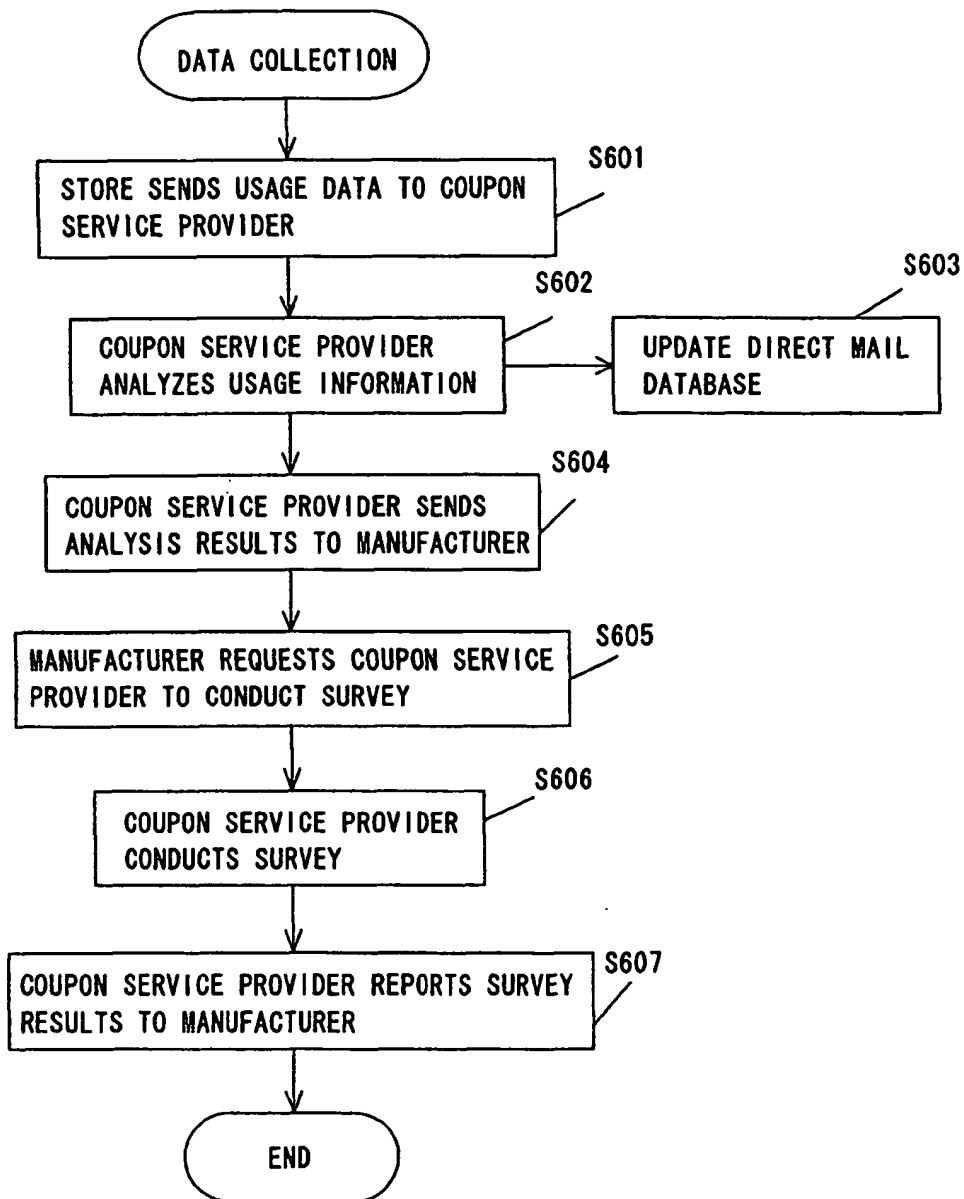 DATA COLLECTION
S601
STORE SENDS USAGE DATA TO COUPON
SERVICE PROVIDER
S602
COUPON SERVICE PROVIDER
ANALYZES USAGE INFORMATION
S603
UPDATE DIRECT MAIL
DATABASE
S604
COUPON SERVICE PROVIDER SENDS
ANALYSIS RESULTS TO MANUFACTURER
S605
MANUFACTURER REQUESTS COUPON SERVICE
PROVIDER TO CONDUCT SURVEY
S606
COUPON SERVICE PROVIDER
CONDUCTS SURVEY
S607
COUPON SERVICE PROVIDER REPORTS SURVEY
RESULTS TO MANUFACTURER
END